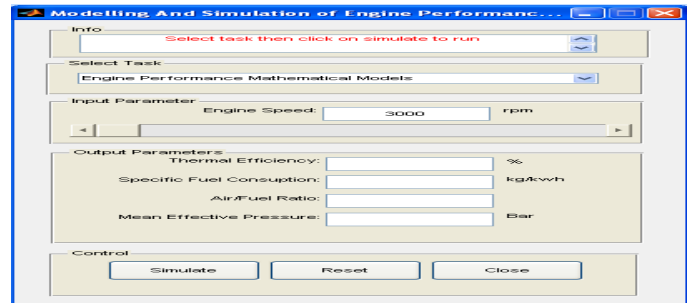 Modelling And Simulation of Engine Performanc...
Info
Select task then click on simulate to run
Select Task
Engine Performance Mathematical Models
Input Parameter
Engine Speed: 3000 rpm
Output Parameters
Thermal Efficiency: %
Specific Fuel Consuption: kg/kwh
Air/Fuel Ratio:
Mean Effective Pressure: Bar
Control
Simulate Reset Close